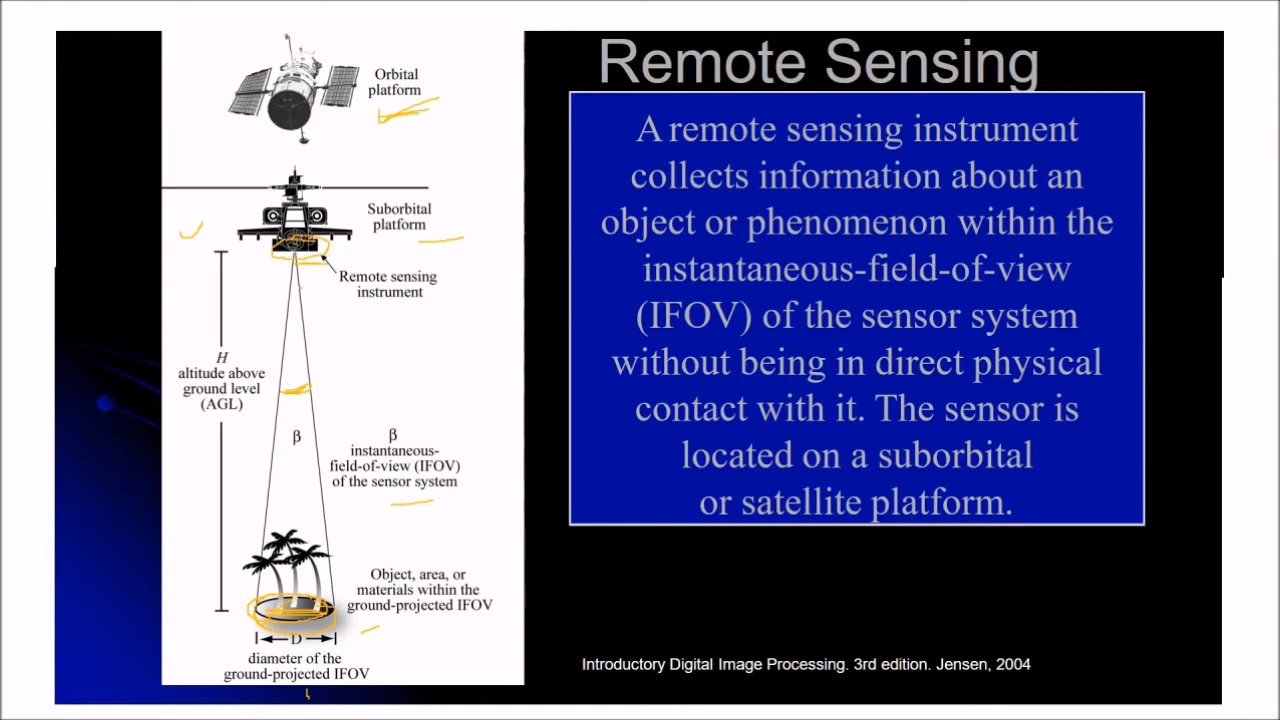 Remote Sensing
Orbital
platform
Suborbital
platform
Remote sensing
instrument
H
altitude above
ground level
(AGL)
β
β
instantaneous-
field-of-view (IFOV)
of the sensor system
Object, area, or
materials within the
ground-projected IFOV
D
diameter of the
ground-projected IFOV
A remote sensing instrument
collects information about an
object or phenomenon within the
instantaneous-field-of-view
(IFOV) of the sensor system
without being in direct physical
contact with it. The sensor is
located on a suborbital
or satellite platform.
Introductory Digital Image Processing. 3rd edition. Jensen, 2004